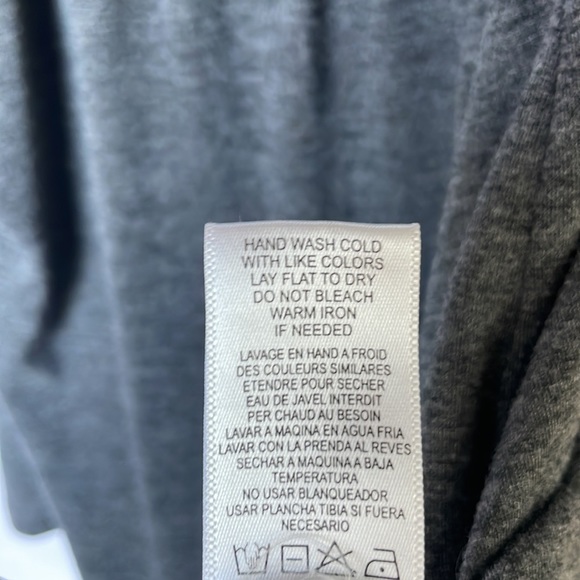 HAND WASH COLD
WITH LIKE COLORS
LAY FLAT TO DRY
DO NOT BLEACH
WARM IRON
IF NEEDED
LAVAGE EN HAND A FROID
DES COULEURS SIMILARES
ETENDRE POUR SECHER
EAU DE JAVEL INTERDIT
PER CHAUD AU BESOIN
LAVAR A MAQINA EN AGUA FRIA
LAVAR CON LA PRENDA AL REVES
SECHAR A MAQUINA A BAJA
TEMPERATURA
NO USAR BLANQUEADOR
USAR PLANCHA TIBIA SI FUERA
NECESARIO